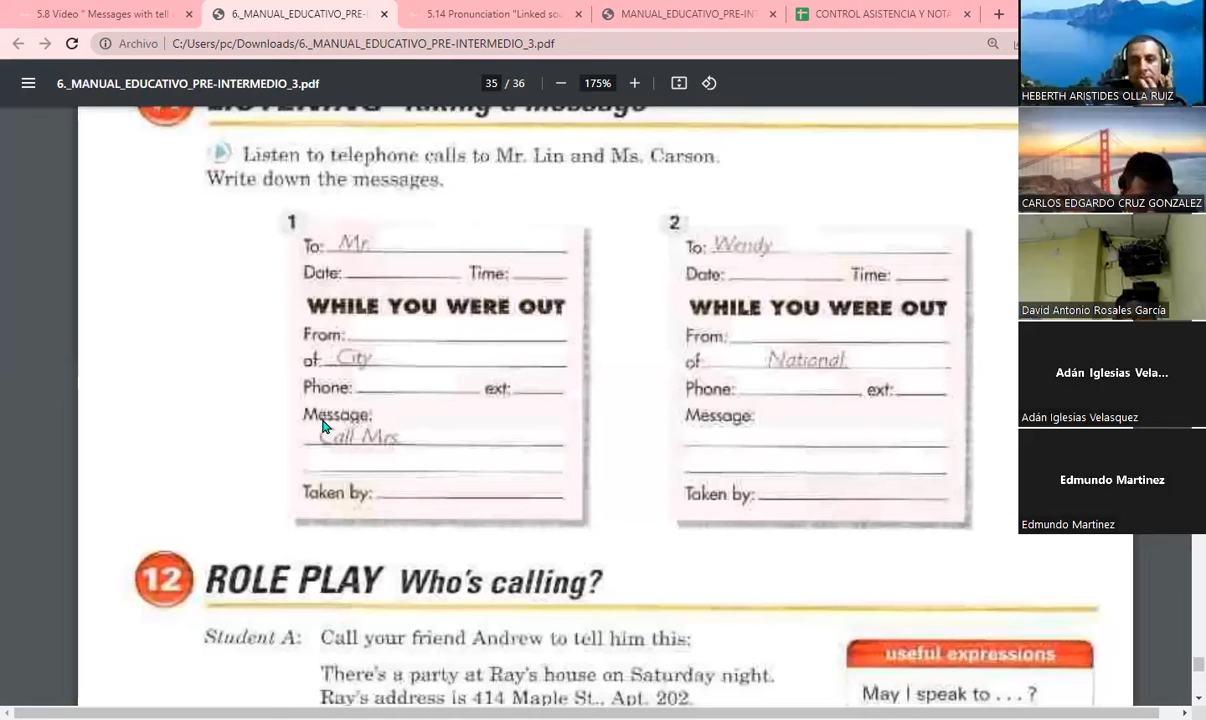 5.8 Video " Messages with tell
6._MANUAL_EDUCATIVO_PRE-I
5.14 Pronunciation "Linked sou
MANUAL_EDUCATIVO_PRE-INT
CONTROL ASISTENCIA Y NOTA
Archivo C:/Users/pc/Downloads/6._MANUAL_EDUCATIVO_PRE-INTERMEDIO_3.pdf
6._MANUAL_EDUCATIVO_PRE-INTERMEDIO_3.pdf
35 / 36
175%
Listen to telephone calls to Mr. Lin and Ms. Carson.
Write down the messages.
1
To: Mr.
Date: Time:
WHILE YOU WERE OUT
From:
of: City
Phone: ext:
Message:
Call Mrs.
Taken by:
2
To: Wendy
Date: Time:
WHILE YOU WERE OUT
From:
of National
Phone: ext:
Message:
Taken by:
12 ROLE PLAY Who's calling?
Student A: Call your friend Andrew to tell him this:
There's a party at Ray's house on Saturday night.
Ray's address is 414 Maple St., Apt. 202.
useful expressions
May I speak to . . . ?
HEBERTH ARISTIDES OLLA RUIZ
CARLOS EDGARDO CRUZ GONZALEZ
David Antonio Rosales García
Adán Iglesias Vela...
Adán Iglesias Velasquez
Edmundo Martinez
Edmundo Martinez